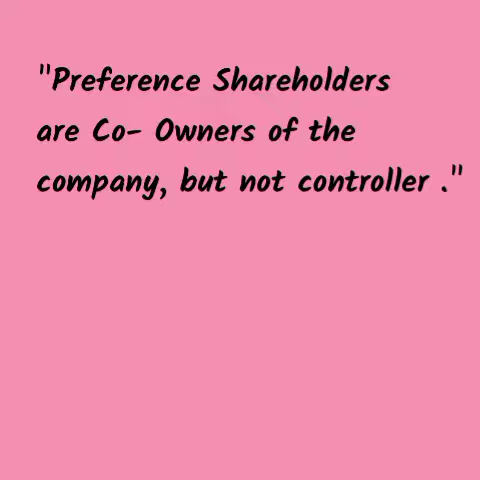 "Preference Shareholders
are Co- Owners of the
company, but not controller ."